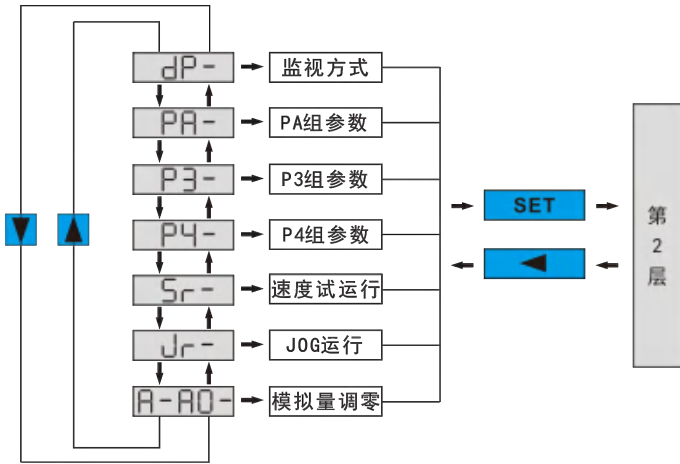 dP-
监视方式
PA-
PA组参数
P3-
P3组参数
P4-
P4组参数
Sr-
速度试运行
Jr-
JOG运行
A-A0-
模拟量调零
SET
第
2
层